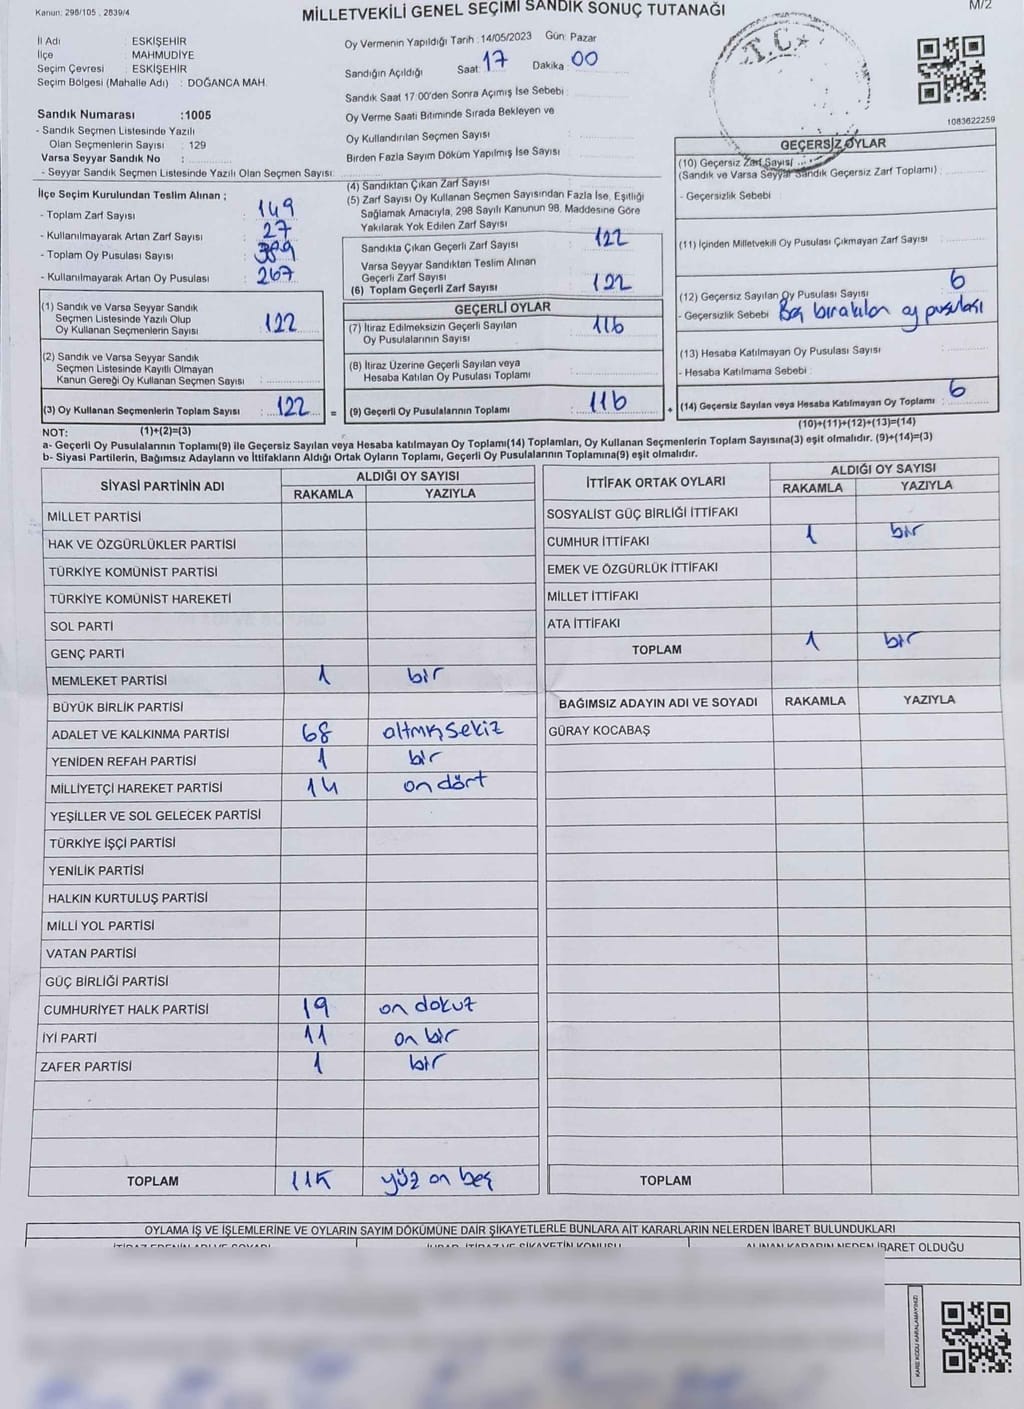 Kanun: 298/105 , 2839/4
MİLLETVEKİLİ GENEL SEÇİMİ SANDIK SONUÇ TUTANAĞI
M/2
İl Adı : ESKİŞEHİR
İlçe : MAHMUDİYE
Seçim Çevresi : ESKİŞEHİR
Seçim Bölgesi (Mahalle Adı) : DOĞANCA MAH.
Sandık Numarası :1005
- Sandık Seçmen Listesinde Yazılı
Olan Seçmenlerin Sayısı : 129
Varsa Seyyar Sandık No :
- Seyyar Sandık Seçmen Listesinde Yazılı Olan Seçmen Sayısı:
Oy Vermenin Yapıldığı Tarih : 14/05/2023 Gün: Pazar
Sandığın Açıldığı Saat: 17 Dakika : 00
Sandık Saat 17:00'den Sonra Açmış İse Sebebi :
Oy Verme Saati Bitiminde Sırada Bekleyen ve
Oy Kullandırılan Seçmen Sayısı :
Birden Fazla Sayım Döküm Yapılmış İse Sayısı :
T.C.
1083622259
İlçe Seçim Kurulundan Teslim Alınan ;
- Toplam Zarf Sayısı : 149
- Kullanılmayarak Artan Zarf Sayısı : 27
- Toplam Oy Pusulası Sayısı : 389
- Kullanılmayarak Artan Oy Pusulası : 267
(1) Sandık ve Varsa Seyyar Sandık
Seçmen Listesinde Yazılı Olup
Oy Kullanan Seçmenlerin Sayısı : 122
(2) Sandık ve Varsa Seyyar Sandık
Seçmen Listesinde Kayıtlı Olmayan
Kanun Gereği Oy Kullanan Seçmen Sayısı :
(3) Oy Kullanan Seçmenlerin Toplam Sayısı : 122 =
(4) Sandıktan Çıkan Zarf Sayısı :
(5) Zarf Sayısı Oy Kullanan Seçmen Sayısından Fazla İse, Eşitliği
Sağlamak Amacıyla, 298 Sayılı Kanunun 98. Maddesine Göre
Yakılarak Yok Edilen Zarf Sayısı :
Sandıkta Çıkan Geçerli Zarf Sayısı : 122
Varsa Seyyar Sandıktan Teslim Alınan
Geçerli Zarf Sayısı :
(6) Toplam Geçerli Zarf Sayısı : 122
GEÇERLİ OYLAR
(7) İtiraz Edilmeksizin Geçerli Sayılan
Oy Pusulalarının Sayısı : 116
(8) İtiraz Üzerine Geçerli Sayılan veya
Hesaba Katılan Oy Pusulası Toplamı :
(9) Geçerli Oy Pusulalarının Toplamı : 116 +
GEÇERSİZ OYLAR
(10) Geçersiz Zarf Sayısı
(Sandık ve Varsa Seyyar Sandık Geçersiz Zarf Toplamı) :
- Geçersizlik Sebebi :
(11) İçinden Milletvekili Oy Pusulası Çıkmayan Zarf Sayısı :
(12) Geçersiz Sayılan Oy Pusulası Sayısı : 6
- Geçersizlik Sebebi : Boş bırakılan oy pusulası
(13) Hesaba Katılmayan Oy Pusulası Sayısı :
- Hesaba Katılmama Sebebi :
(14) Geçersiz Sayılan veya Hesaba Katılmayan Oy Toplamı : 6
NOT: (1)+(2)=(3)
(10)+(11)+(12)+(13)=(14)
a- Geçerli Oy Pusulalarının Toplamı(9) ile Geçersiz Sayılan veya Hesaba katılmayan Oy Toplamı(14) Toplamları, Oy Kullanan Seçmenlerin Toplam Sayısına(3) eşit olmalıdır. (9)+(14)=(3)
b- Siyasi Partilerin, Bağımsız Adayların ve İttifakların Aldığı Ortak Oyların Toplamı, Geçerli Oy Pusulalarının Toplamına(9) eşit olmalıdır.
SİYASİ PARTİNİN ADI ALDIĞI OY SAYISI
RAKAMLA YAZIYLA
MİLLET PARTİSİ
HAK VE ÖZGÜRLÜKLER PARTİSİ
TÜRKİYE KOMÜNİST PARTİSİ
TÜRKİYE KOMÜNİST HAREKETİ
SOL PARTİ
GENÇ PARTİ
MEMLEKET PARTİSİ 1 bir
BÜYÜK BİRLİK PARTİSİ
ADALET VE KALKINMA PARTİSİ 68 altmış sekiz
YENİDEN REFAH PARTİSİ 1 bir
MİLLİYETÇİ HAREKET PARTİSİ 14 on dört
YEŞİLLER VE SOL GELECEK PARTİSİ
TÜRKİYE İŞÇİ PARTİSİ
YENİLİK PARTİSİ
HALKIN KURTULUŞ PARTİSİ
MİLLİ YOL PARTİSİ
VATAN PARTİSİ
GÜÇ BİRLİĞİ PARTİSİ
CUMHURİYET HALK PARTİSİ 19 on dokuz
İYİ PARTİ 11 on bir
ZAFER PARTİSİ 1 bir
TOPLAM 115 yüz on beş
İTTİFAK ORTAK OYLARI ALDIĞI OY SAYISI
RAKAMLA YAZIYLA
SOSYALİST GÜÇ BİRLİĞİ İTTİFAKI
CUMHUR İTTİFAKI 1 bir
EMEK VE ÖZGÜRLÜK İTTİFAKI
MİLLET İTTİFAKI
ATA İTTİFAKI
TOPLAM 1 bir
BAĞIMSIZ ADAYIN ADI VE SOYADI RAKAMLA YAZIYLA
GÜRAY KOCABAŞ
TOPLAM
OYLAMA İŞ VE İŞLEMLERİNE VE OYLARIN SAYIM DÖKÜMÜNE DAİR ŞİKAYETLERLE BUNLARA AİT KARARLARIN NELERDEN İBARET BULUNDUKLARI
ALINAN KARARIN NEDEN İBARET OLDUĞU
KARE KODU KARALAMAYINIZ!